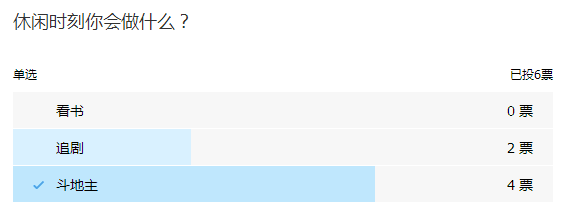 休闲时刻你会做什么？
单选 已投6票
看书 0 票
追剧 2 票
斗地主 4 票